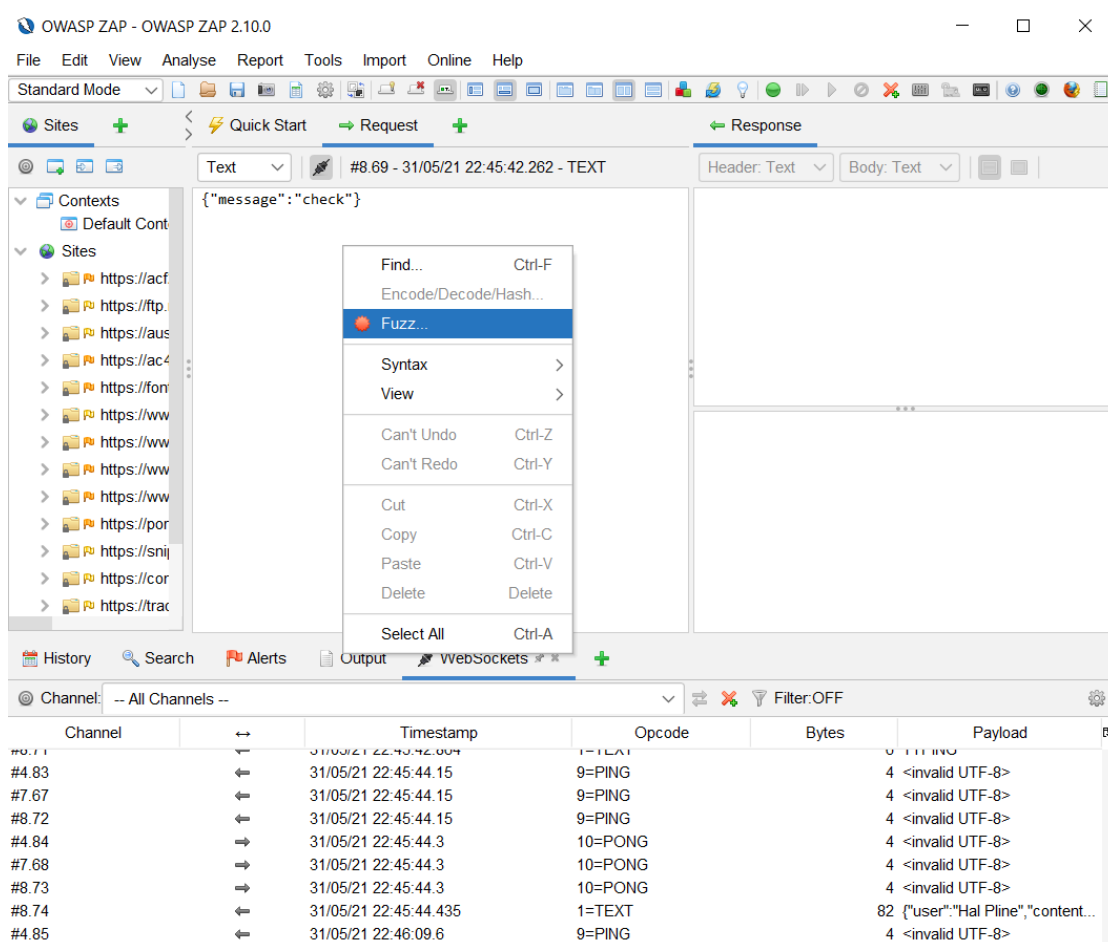 OWASP ZAP - OWASP ZAP 2.10.0
File Edit View Analyse Report Tools Import Online Help
Standard Mode
Sites Quick Start Request Response
Text #8.69 - 31/05/21 22:45:42.262 - TEXT Header: Text Body: Text
Contexts
Default Cont
Sites
https://acf
https://ftp.
https://aus
https://ac4
https://font
https://ww
https://ww
https://ww
https://ww
https://por
https://snip
https://cor
https://trac
{"message":"check"}
Find... Ctrl-F
Encode/Decode/Hash...
Fuzz...
Syntax
View
Can't Undo Ctrl-Z
Can't Redo Ctrl-Y
Cut Ctrl-X
Copy Ctrl-C
Paste Ctrl-V
Delete Delete
Select All Ctrl-A
History Search Alerts Output WebSockets
Channel: -- All Channels -- Filter:OFF
Channel Timestamp Opcode Bytes Payload
#8.71 31/05/21 22:45:42.864 1=TEXT
#4.83 31/05/21 22:45:44.15 9=PING 4 <invalid UTF-8>
#7.67 31/05/21 22:45:44.15 9=PING 4 <invalid UTF-8>
#8.72 31/05/21 22:45:44.15 9=PING 4 <invalid UTF-8>
#4.84 31/05/21 22:45:44.3 10=PONG 4 <invalid UTF-8>
#7.68 31/05/21 22:45:44.3 10=PONG 4 <invalid UTF-8>
#8.73 31/05/21 22:45:44.3 10=PONG 4 <invalid UTF-8>
#8.74 31/05/21 22:45:44.435 1=TEXT 82 {"user":"Hal Pline","content...
#4.85 31/05/21 22:46:09.6 9=PING 4 <invalid UTF-8>